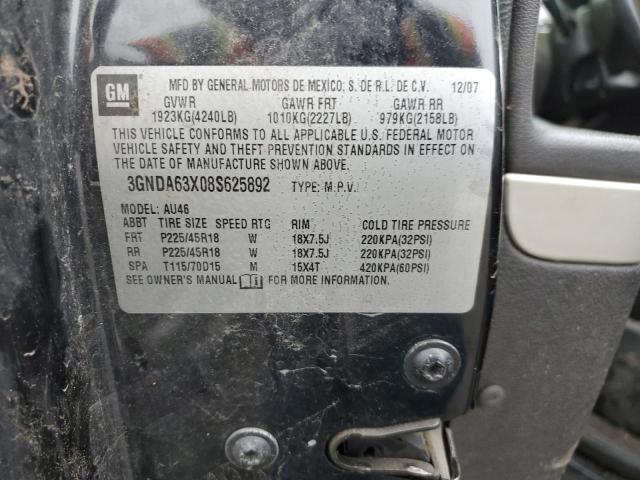 GM
MFD BY GENERAL MOTORS DE MEXICO, S. DE R.L. DE C.V. 12/07
GVWR GAWR FRT GAWR RR
1923KG(4240LB) 1010KG(2227LB) 979KG(2158LB)
THIS VEHICLE CONFORMS TO ALL APPLICABLE U.S. FEDERAL MOTOR
VEHICLE SAFETY AND THEFT PREVENTION STANDARDS IN EFFECT ON
THE DATE OF MANUFACTURE SHOWN ABOVE.
3GNDA63X08S625892 TYPE: M.P.V.
MODEL: AU46
ABBT TIRE SIZE SPEED RTG RIM COLD TIRE PRESSURE
FRT P225/45R18 W 18X7.5J 220KPA(32PSI)
RR P225/45R18 W 18X7.5J 220KPA(32PSI)
SPA T115/70D15 M 15X4T 420KPA(60PSI)
SEE OWNER'S MANUAL FOR MORE INFORMATION.